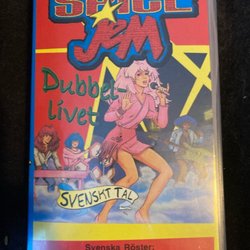 SPACE
JEM
Dubbel-
livet
SVENSKT TAL
Svenska Röster: